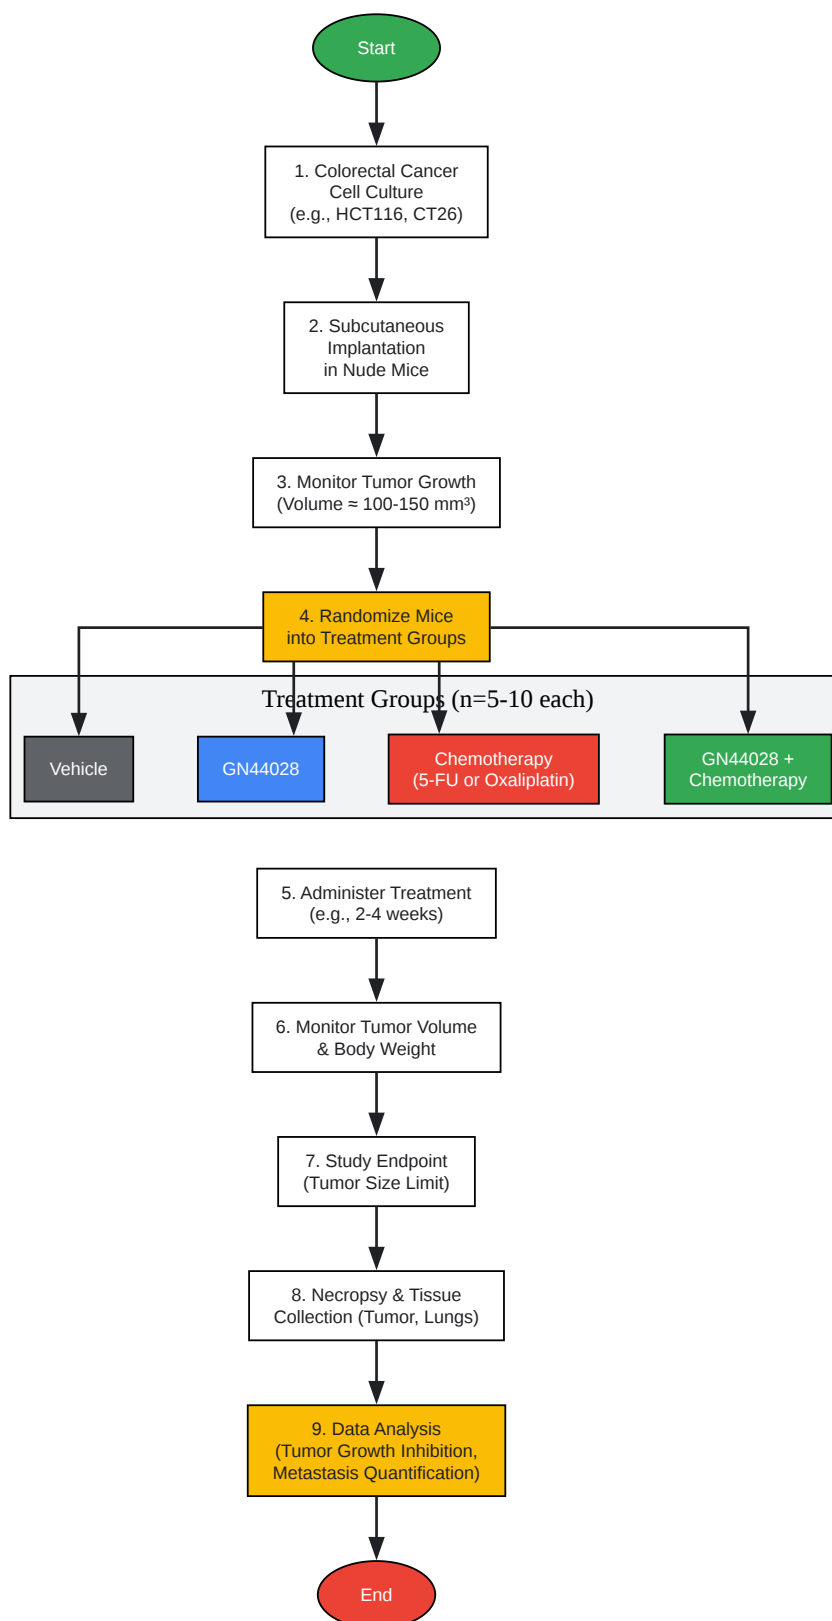 Start
1. Colorectal Cancer
Cell Culture
(e.g., HCT116, CT26)
2. Subcutaneous
Implantation
in Nude Mice
3. Monitor Tumor Growth
(Volume ≈ 100-150 mm³)
4. Randomize Mice
into Treatment Groups
Treatment Groups (n=5-10 each)
Vehicle
GN44028
Chemotherapy
(5-FU or Oxaliplatin)
GN44028 +
Chemotherapy
5. Administer Treatment
(e.g., 2-4 weeks)
6. Monitor Tumor Volume
& Body Weight
7. Study Endpoint
(Tumor Size Limit)
8. Necropsy & Tissue
Collection (Tumor, Lungs)
9. Data Analysis
(Tumor Growth Inhibition,
Metastasis Quantification)
End